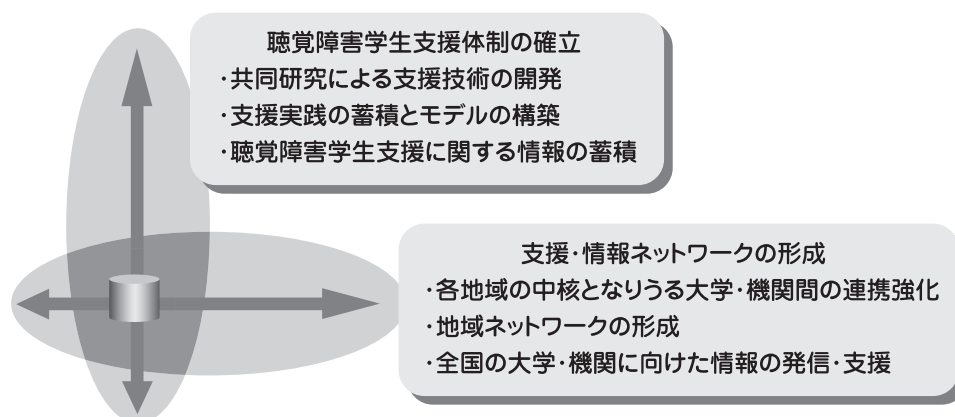 聴覚障害学生支援体制の確立
・共同研究による支援技術の開発
・支援実践の蓄積とモデルの構築
・聴覚障害学生支援に関する情報の蓄積
支援・情報ネットワークの形成
・各地域の中核となりうる大学・機関間の連携強化
・地域ネットワークの形成
・全国の大学・機関に向けた情報の発信・支援